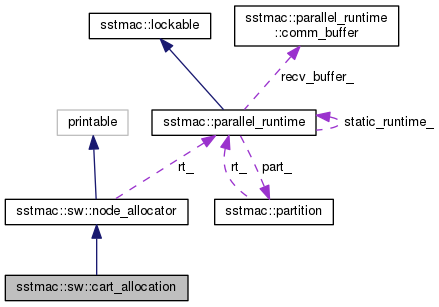 sstmac::lockable
sstmac::parallel_runtime
::comm_buffer
recv_buffer_
printable
sstmac::parallel_runtime
static_runtime_
rt_
rt_
part_
sstmac::sw::node_allocator
sstmac::partition
sstmac::sw::cart_allocation